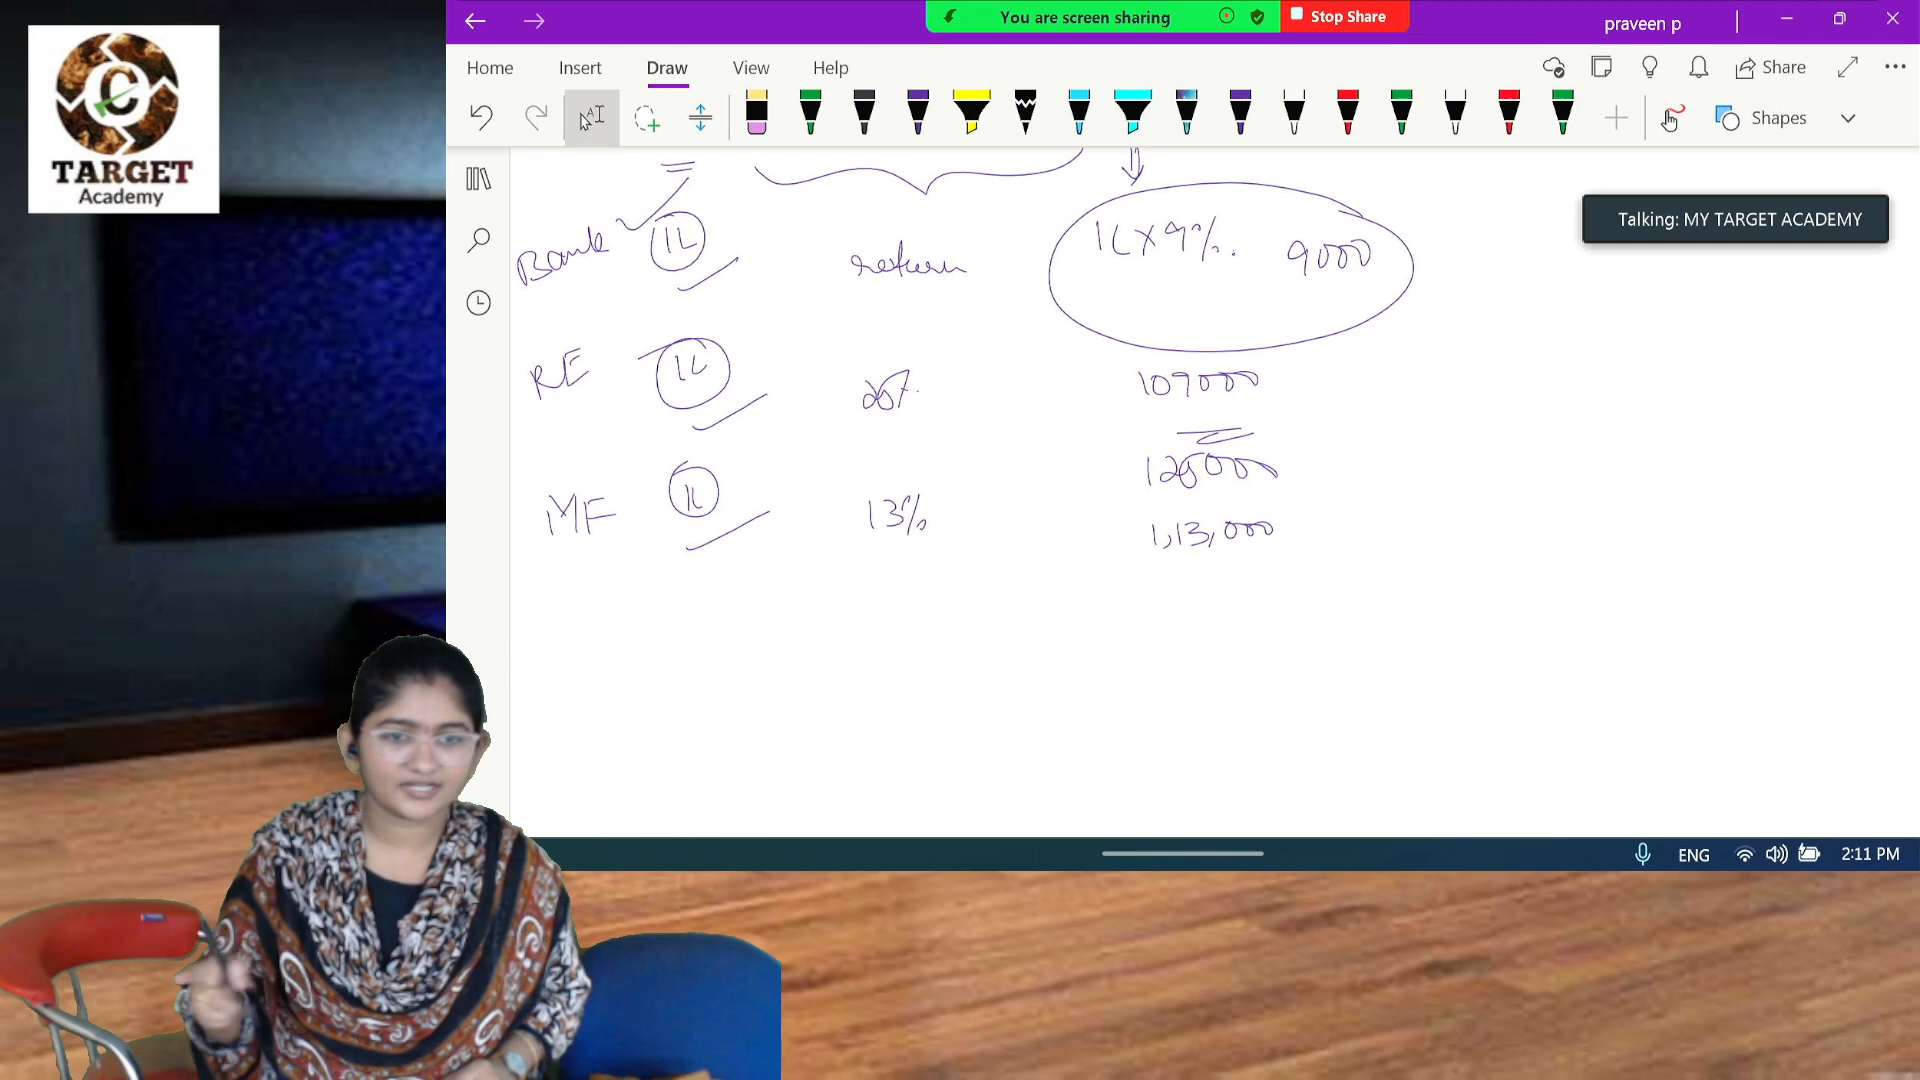 C
TARGET
Academy
You are screen sharing
Stop Share
praveen p
Home Insert Draw View Help
Share
Shapes
Talking: MY TARGET ACADEMY
Bank 1L return 1L X 9%. 9000
RE 1L 25%. 109000
125000
MF 1L 13% 1,13,000
ENG 2:11 PM